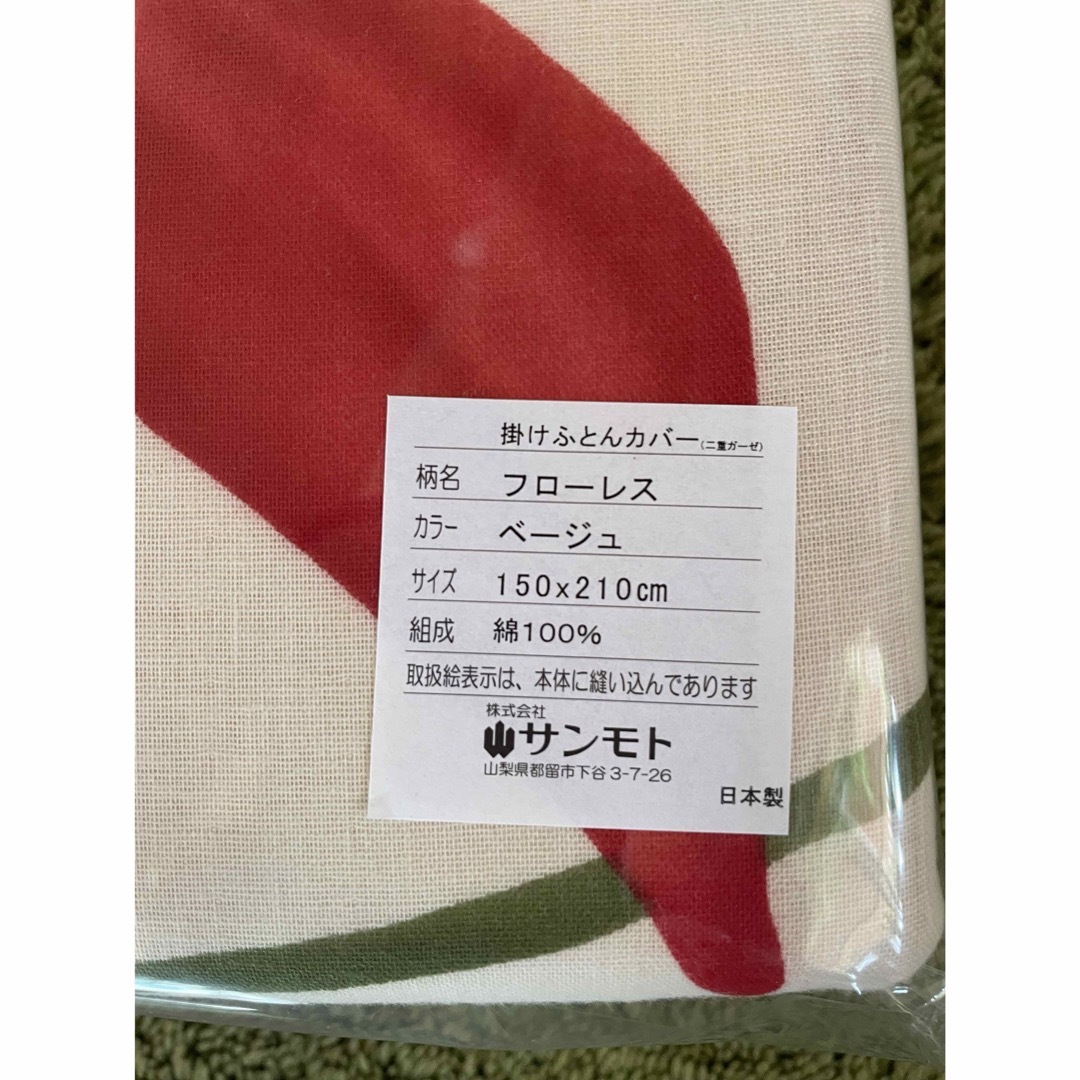 掛けふとんカバー(二重ガーゼ)
柄名 フローレス
カラー ベージュ
サイズ 150x210cm
組成 綿100%
取扱絵表示は、本体に縫い込んであります
株式会社
サンモト
山梨県都留市下谷3-7-26
日本製